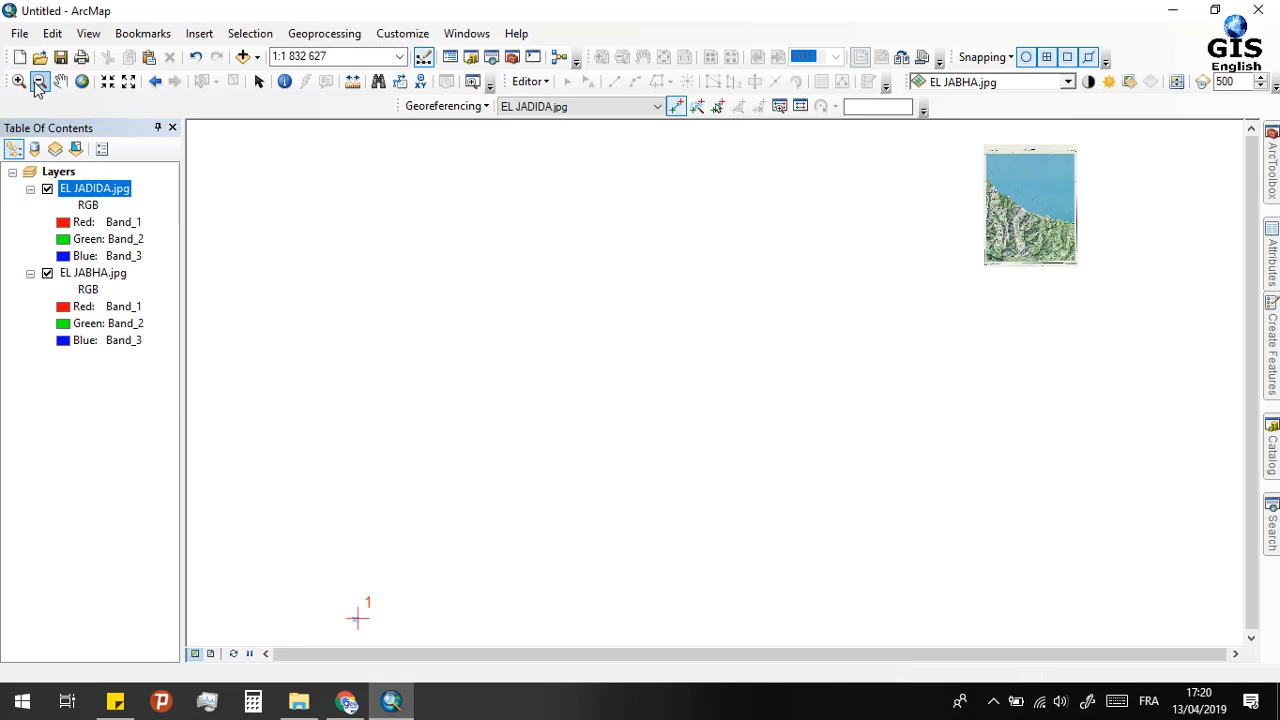 Untitled - ArcMap
File Edit View Bookmarks Insert Selection Geoprocessing Customize Windows Help
GIS
English
1:1 832 627
Snapping
Editor
EL JABHA.jpg
500
Georeferencing
EL JADIDA.jpg
Table Of Contents
Layers
EL JADIDA.jpg
RGB
Red: Band_1
Green: Band_2
Blue: Band_3
EL JABHA.jpg
RGB
Red: Band_1
Green: Band_2
Blue: Band_3
1
ArcToolbox
Attributes
Create Features
Catalog
Search
FRA
17:20
13/04/2019